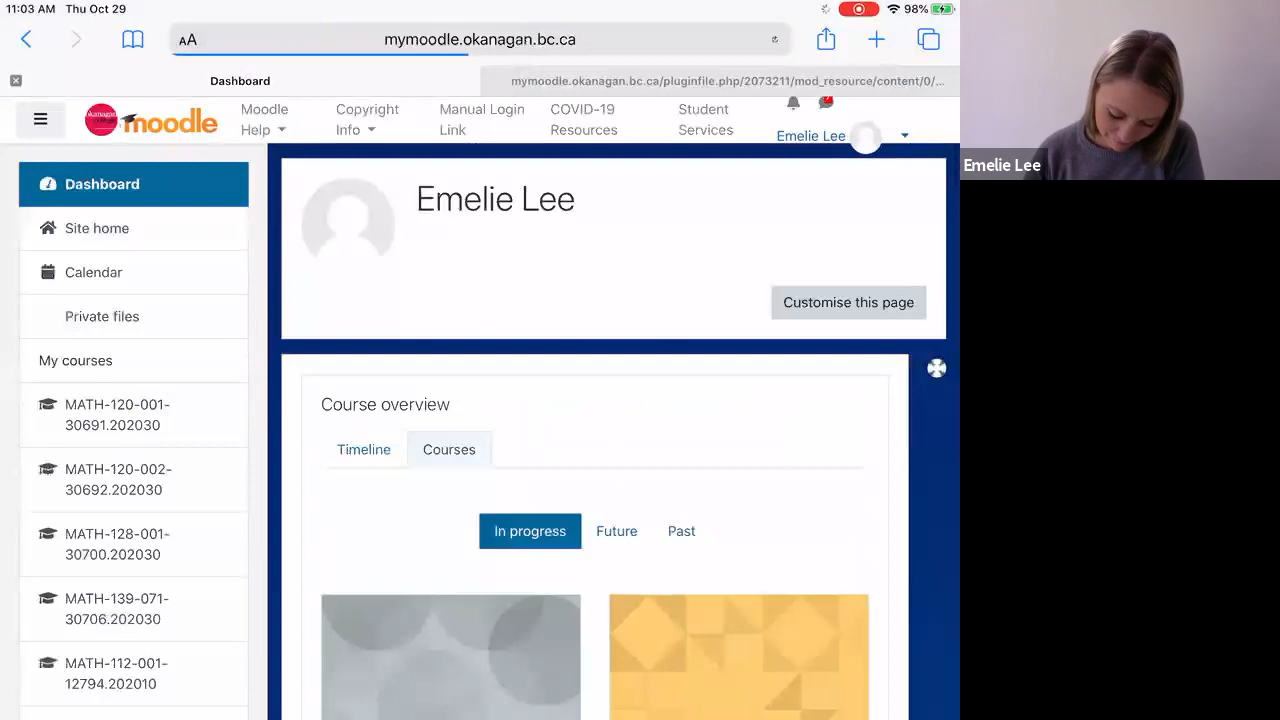 11:03 AM Thu Oct 29
98%
AA mymoodle.okanagan.bc.ca
Dashboard
mymoodle.okanagan.bc.ca/pluginfile.php/2073211/mod_resource/content/0/...
okanagan
moodle
Moodle
Help
Copyright
Info
Manual Login
Link
COVID-19
Resources
Student
Services
Emelie Lee
Emelie Lee
Dashboard
Site home
Calendar
Private files
My courses
MATH-120-001-
30691.202030
MATH-120-002-
30692.202030
MATH-128-001-
30700.202030
MATH-139-071-
30706.202030
MATH-112-001-
12794.202010
Emelie Lee
Customise this page
Course overview
Timeline Courses
In progress Future Past